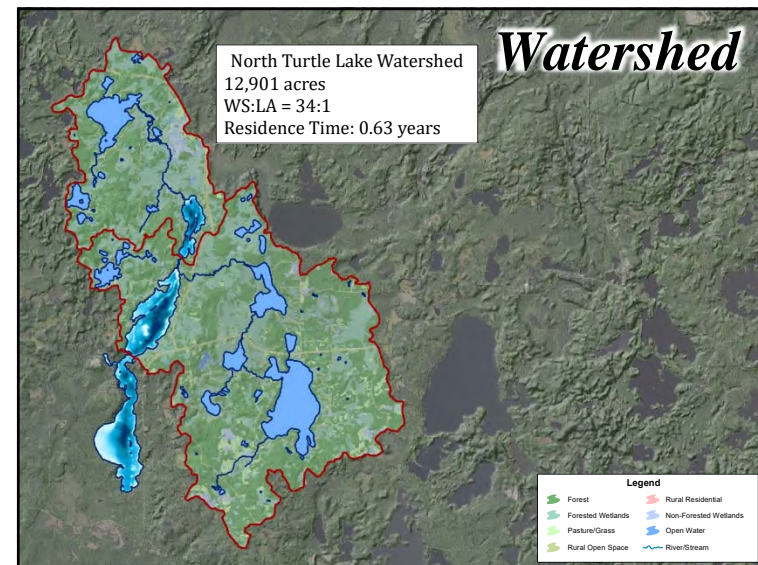 Watershed
North Turtle Lake Watershed
12,901 acres
WS:LA = 34:1
Residence Time: 0.63 years
Legend
Forest
Forested Wetlands
Pasture/Grass
Rural Open Space
Rural Residential
Non-Forested Wetlands
Open Water
River/Stream